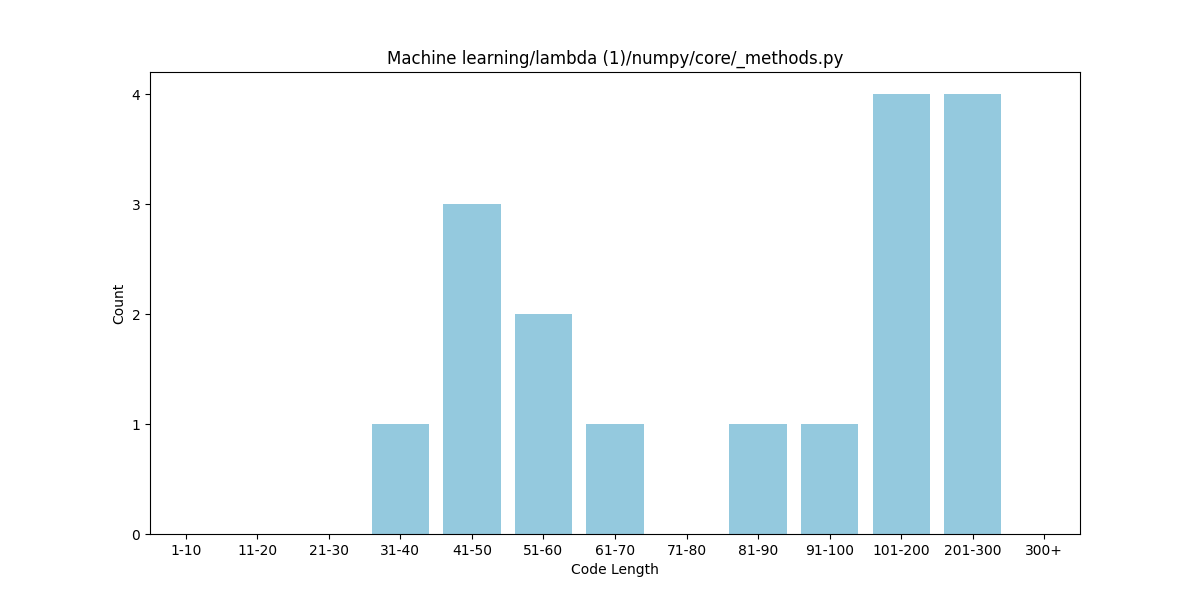 Machine learning/lambda (1)/numpy/core/_methods.py
4
3
2
1
0
Count
1-10 11-20 21-30 31-40 41-50 51-60 61-70 71-80 81-90 91-100 101-200 201-300 300+
Code Length